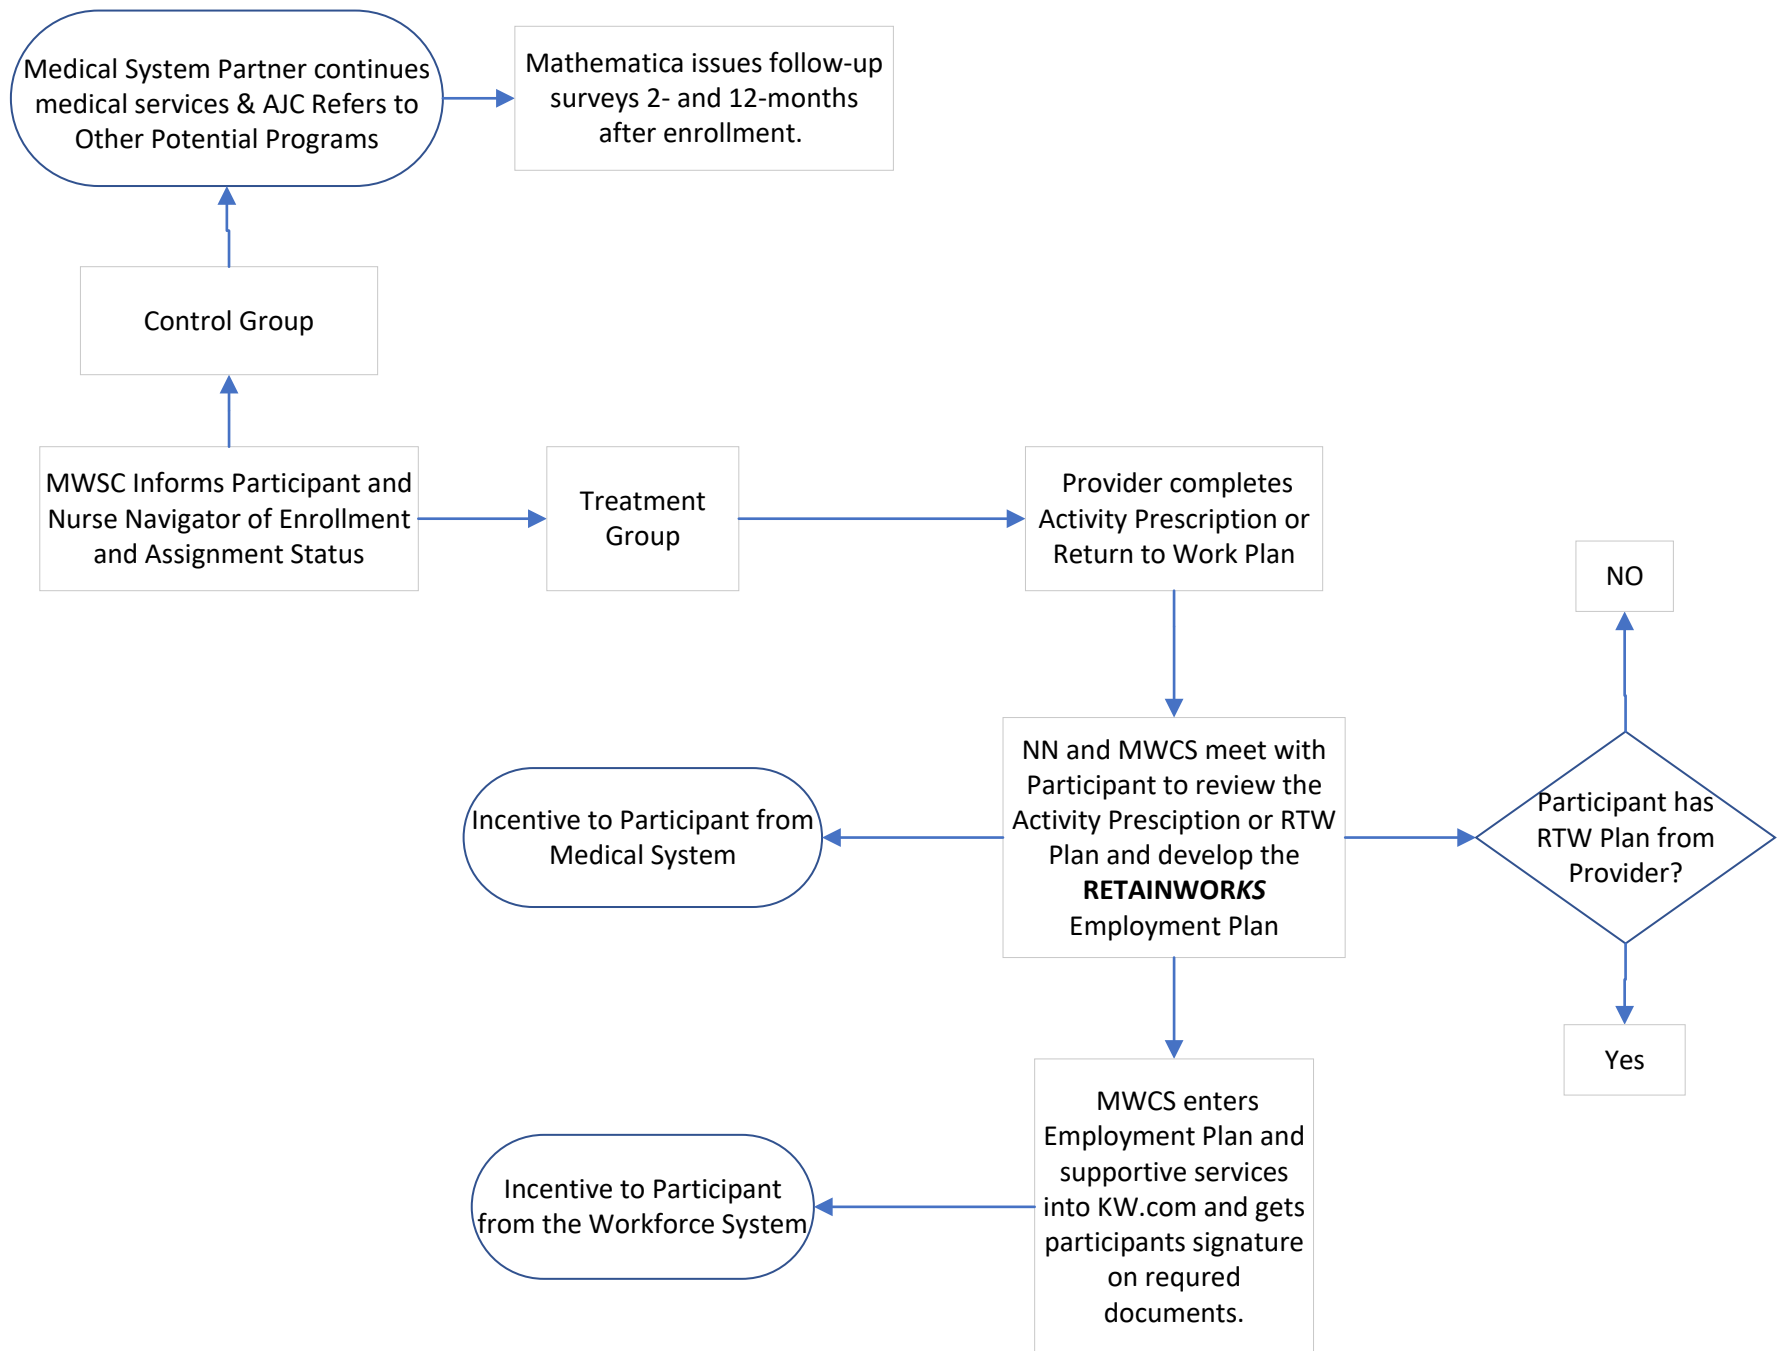 Medical System Partner continues
medical services & AJC Refers to
Other Potential Programs
Mathematica issues follow-up
surveys 2- and 12-months
after enrollment.
Control Group
MWSC Informs Participant and
Nurse Navigator of Enrollment
and Assignment Status
Treatment
Group
Provider completes
Activity Prescription or
Return to Work Plan
NO
NN and MWCS meet with
Participant to review the
Activity Presciption or RTW
Plan and develop the
RETAINWORKS
Employment Plan
Incentive to Participant from
Medical System
Participant has
RTW Plan from
Provider?
Yes
MWCS enters
Employment Plan and
supportive services
into KW.com and gets
participants signature
on requred
documents.
Incentive to Participant
from the Workforce System